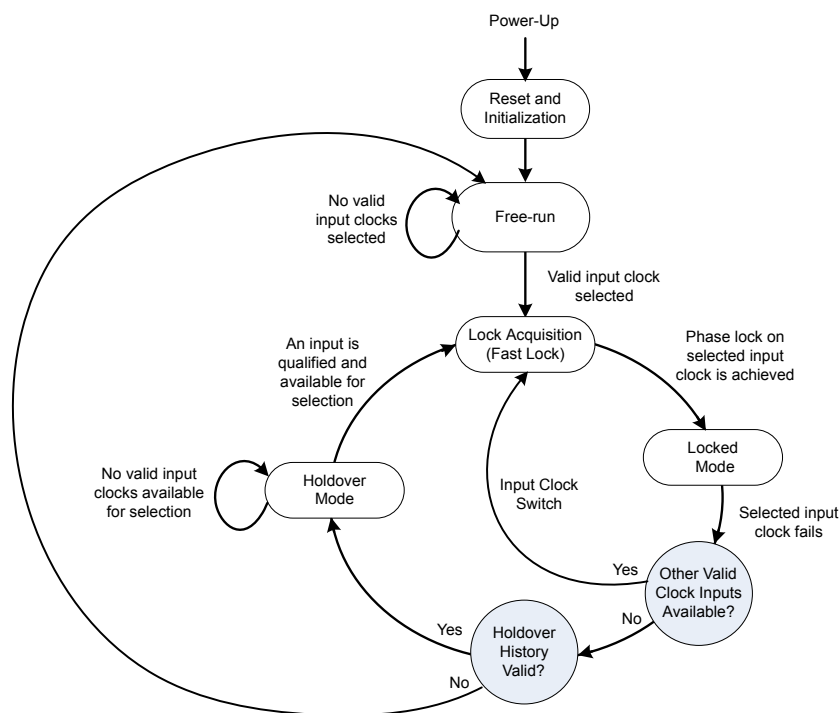 Power-Up
Reset and
Initialization
No valid
input clocks
selected
Free-run
Valid input clock
selected
An input is
qualified and
available for
selection
Lock Acquisition
(Fast Lock)
Phase lock on
selected input
clock is achieved
No valid input
clocks available
for selection
Holdover
Mode
Input Clock
Switch
Locked
Mode
Selected input
clock fails
Yes
Other Valid
Clock Inputs
Available?
No
Yes
Holdover
History
Valid?
No